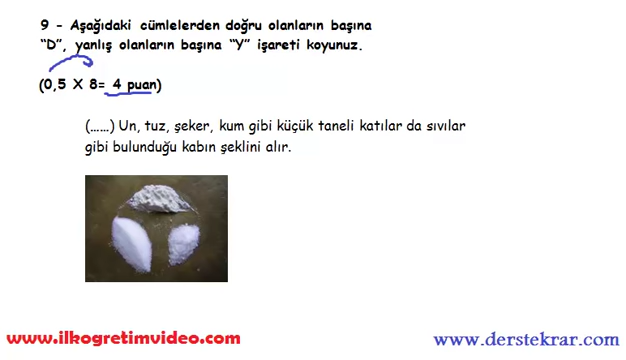 9 - Aşağıdaki cümlelerden doğru olanların başına
“D”, yanlış olanların başına “Y” işareti koyunuz.
(0,5 X 8= 4 puan)
(……) Un, tuz, şeker, kum gibi küçük taneli katılar da sıvılar
gibi bulunduğu kabın şeklini alır.
www.ilkogretimvideo.com
www.derstekrar.com